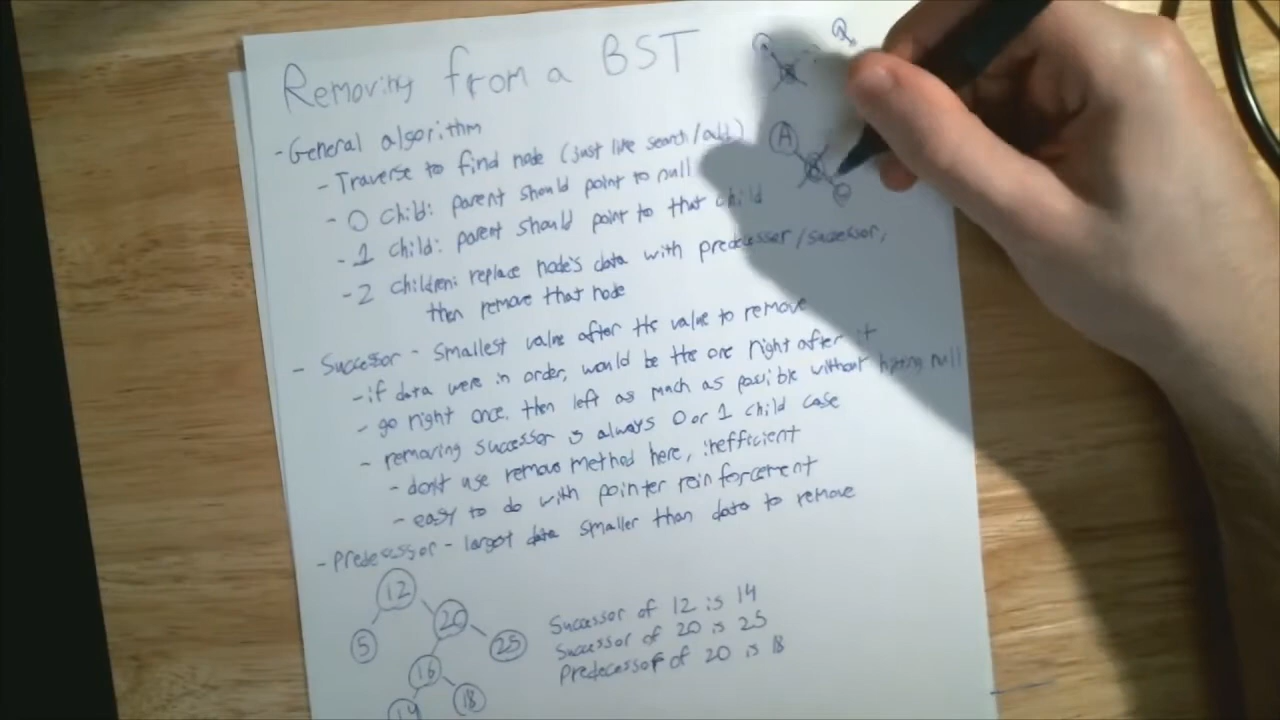 Removing from a BST
- General algorithm
- Traverse to find node (just like search/add)
- 0 child: parent should point to null
- 1 child: parent should point to that child
- 2 children: replace node's data with predecessor/successor,
then remove that node
- Successor - smallest value after the value to remove
- if data were in order, would be the one right after it
- go right once, then left as much as possible without hitting null
- removing successor is always 0 or 1 child case
- don't use remove method here, inefficient
- easy to do with pointer reinforcement
- Predecessor - largest data smaller than data to remove
A
12
20
5
25
16
18
14
Successor of 12 is 14
Successor of 20 is 25
Predecessor of 20 is 18